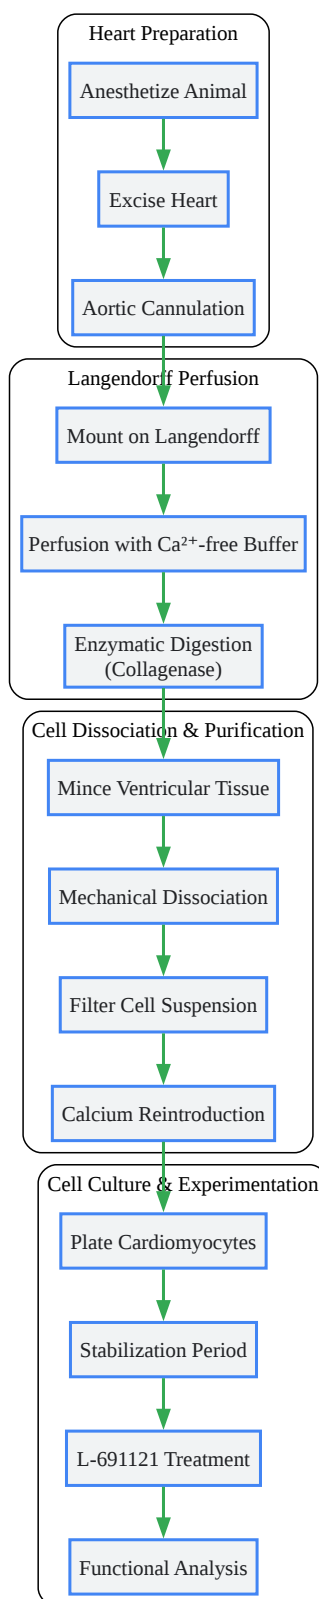 Heart Preparation
Anesthetize Animal
Excise Heart
Aortic Cannulation
Langendorff Perfusion
Mount on Langendorff
Perfusion with Ca²⁺-free Buffer
Enzymatic Digestion
(Collagenase)
Cell Dissociation & Purification
Mince Ventricular Tissue
Mechanical Dissociation
Filter Cell Suspension
Calcium Reintroduction
Cell Culture & Experimentation
Plate Cardiomyocytes
Stabilization Period
L-691121 Treatment
Functional Analysis